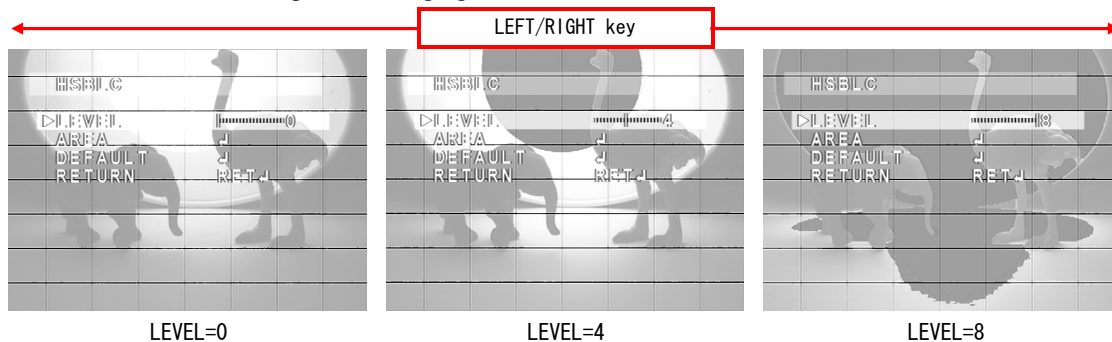 LEFT/RIGHT key
HSBLC
▷LEVEL 0
AREA ↲
DEFAULT ↲
RETURN RET↲
HSBLC
▷LEVEL 4
AREA ↲
DEFAULT ↲
RETURN RET↲
HSBLC
▷LEVEL 8
AREA ↲
DEFAULT ↲
RETURN RET↲
LEVEL=0
LEVEL=4
LEVEL=8